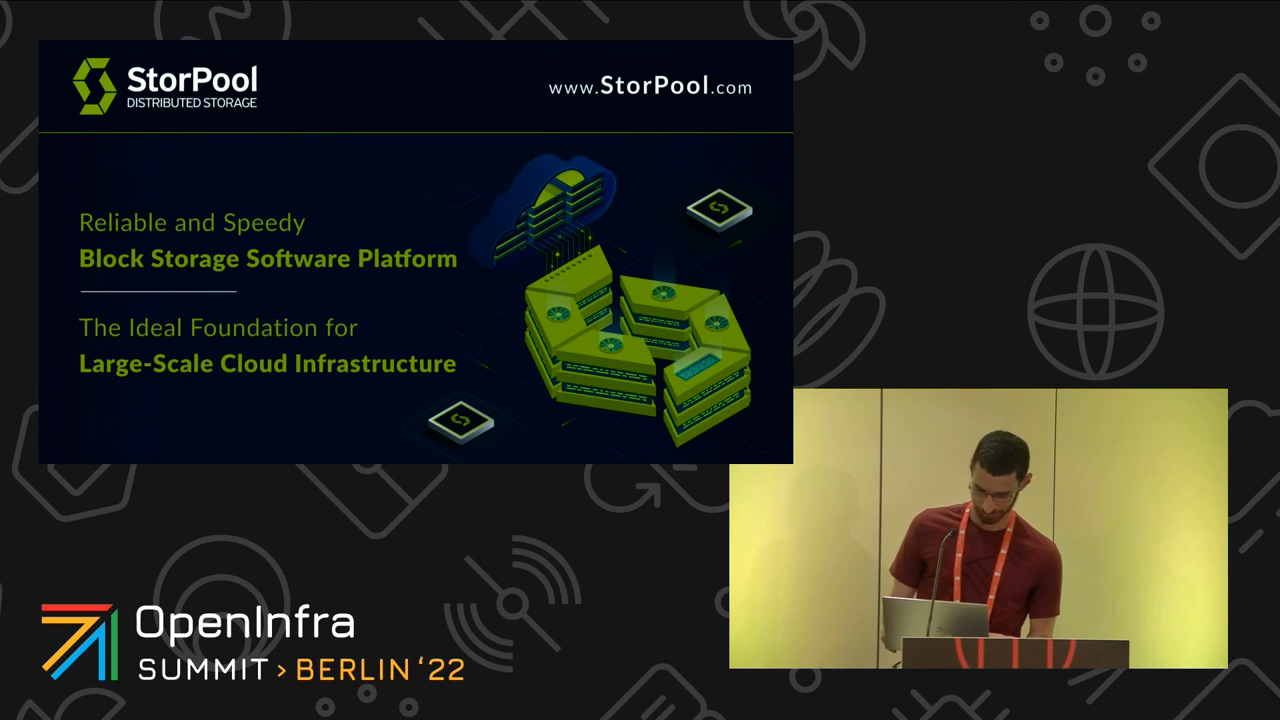 StorPool
DISTRIBUTED STORAGE
www.StorPool.com
Reliable and Speedy
Block Storage Software Platform
The Ideal Foundation for
Large-Scale Cloud Infrastructure
OpenInfra
SUMMIT > BERLIN '22